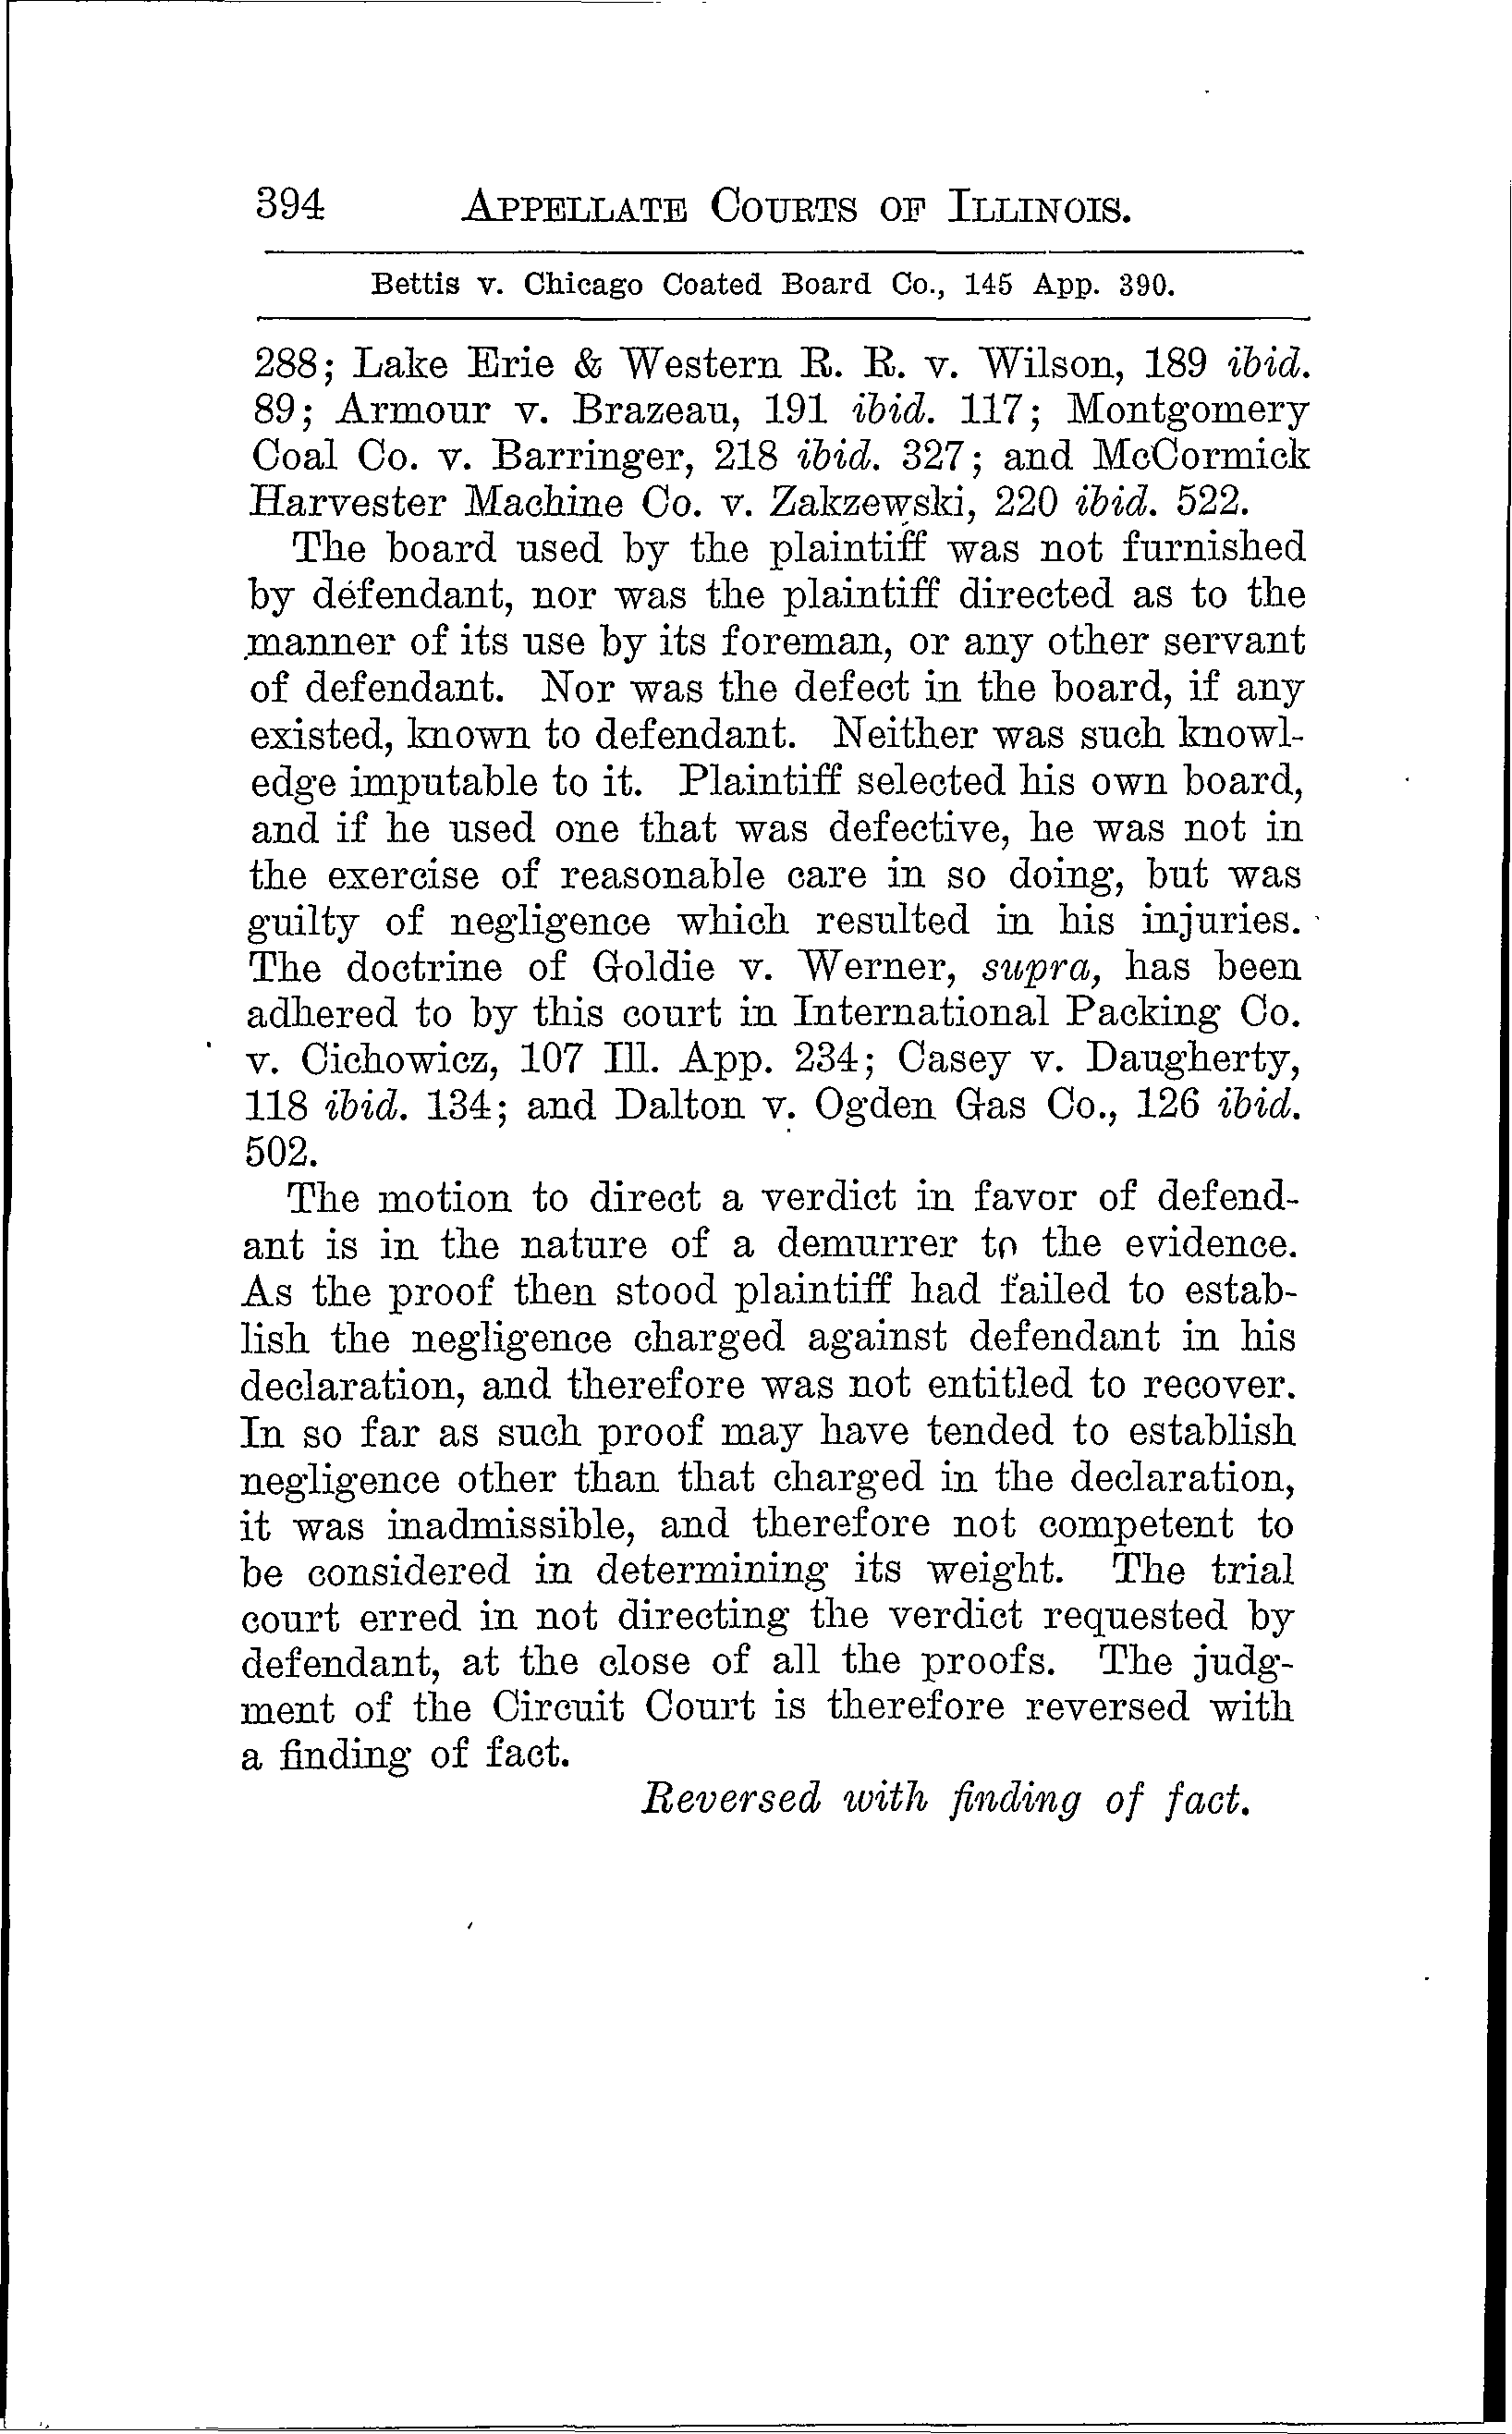 394 APPELLATE COURTS OF ILLINOIS.
Bettis v. Chicago Coated Board Co., 145 App. 390.
288; Lake Erie & Western R. R. v. Wilson, 189 ibid.
89; Armour v. Brazeau, 191 ibid. 117; Montgomery
Coal Co. v. Barringer, 218 ibid. 327; and McCormick
Harvester Machine Co. v. Zakzewski, 220 ibid. 522.
The board used by the plaintiff was not furnished
by defendant, nor was the plaintiff directed as to the
manner of its use by its foreman, or any other servant
of defendant. Nor was the defect in the board, if any
existed, known to defendant. Neither was such knowl-
edge imputable to it. Plaintiff selected his own board,
and if he used one that was defective, he was not in
the exercise of reasonable care in so doing, but was
guilty of negligence which resulted in his injuries.
The doctrine of Goldie v. Werner, supra, has been
adhered to by this court in International Packing Co.
v. Cichowicz, 107 Ill. App. 234; Casey v. Daugherty,
118 ibid. 134; and Dalton v. Ogden Gas Co., 126 ibid.
502.
The motion to direct a verdict in favor of defend-
ant is in the nature of a demurrer to the evidence.
As the proof then stood plaintiff had failed to estab-
lish the negligence charged against defendant in his
declaration, and therefore was not entitled to recover.
In so far as such proof may have tended to establish
negligence other than that charged in the declaration,
it was inadmissible, and therefore not competent to
be considered in determining its weight. The trial
court erred in not directing the verdict requested by
defendant, at the close of all the proofs. The judg-
ment of the Circuit Court is therefore reversed with
a finding of fact.
Reversed with finding of fact.